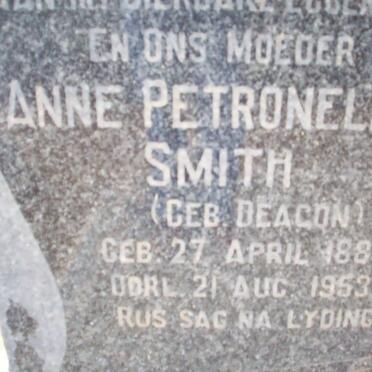 EN ONS MOEDER
ANNE PETRONEL
SMITH
(GEB. DEACON)
GEB. 27 APRIL 188
OORL. 21 AUG. 1953
RUS SAG NA LYDING